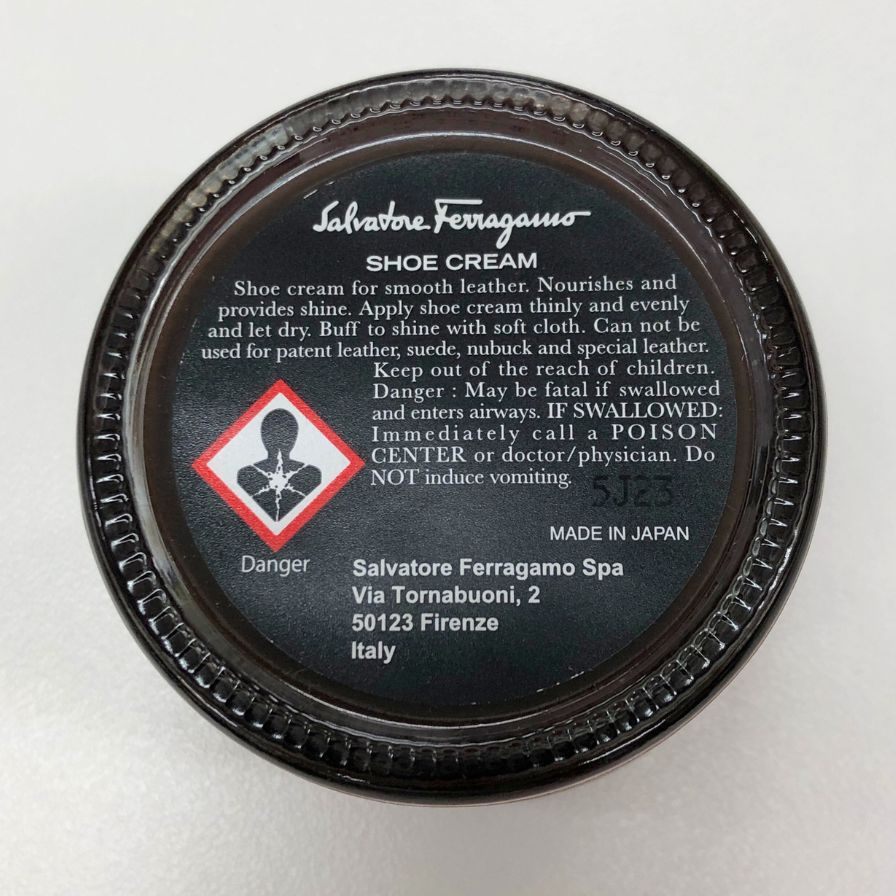 Salvatore Ferragamo
SHOE CREAM
Shoe cream for smooth leather. Nourishes and
provides shine. Apply shoe cream thinly and evenly
and let dry. Buff to shine with soft cloth. Can not be
used for patent leather, suede, nubuck and special leather.
Keep out of the reach of children.
Danger : May be fatal if swallowed
and enters airways. IF SWALLOWED:
Immediately call a POISON
CENTER or doctor/physician. Do
NOT induce vomiting.
5J23
MADE IN JAPAN
Danger
Salvatore Ferragamo Spa
Via Tornabuoni, 2
50123 Firenze
Italy